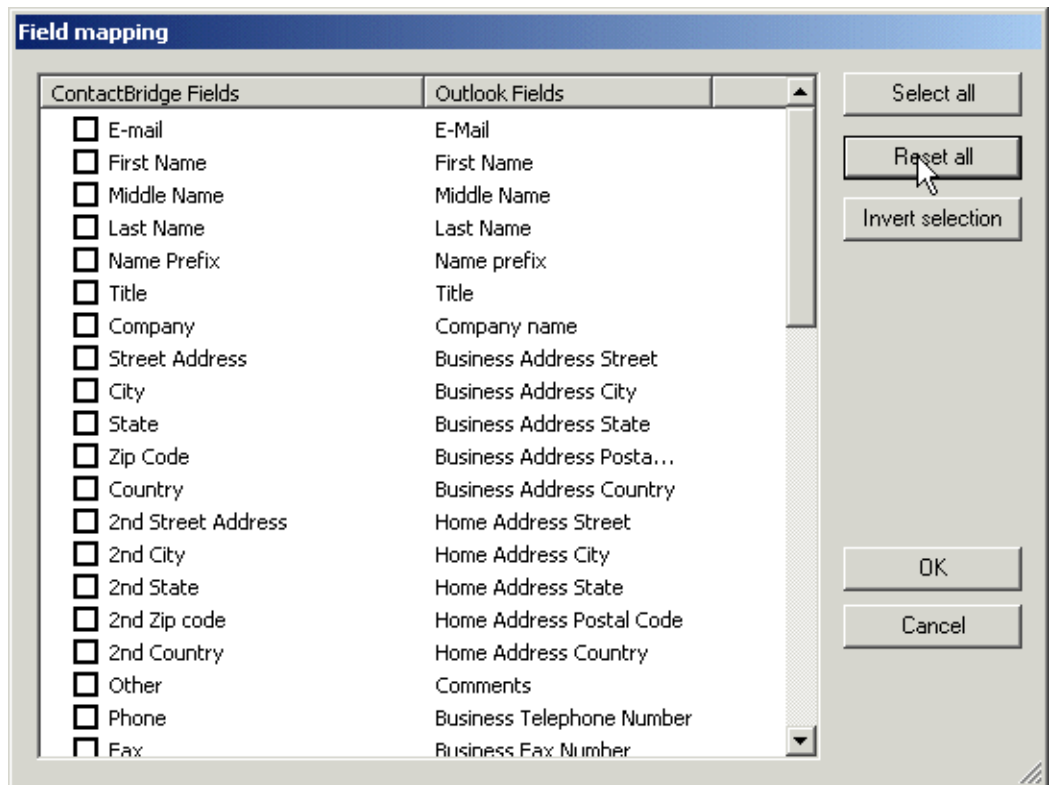 Field mapping
ContactBridge Fields Outlook Fields
E-mail E-Mail
First Name First Name
Middle Name Middle Name
Last Name Last Name
Name Prefix Name prefix
Title Title
Company Company name
Street Address Business Address Street
City Business Address City
State Business Address State
Zip Code Business Address Posta...
Country Business Address Country
2nd Street Address Home Address Street
2nd City Home Address City
2nd State Home Address State
2nd Zip code Home Address Postal Code
2nd Country Home Address Country
Other Comments
Phone Business Telephone Number
Fax Business Fax Number
Select all
Reset all
Invert selection
OK
Cancel